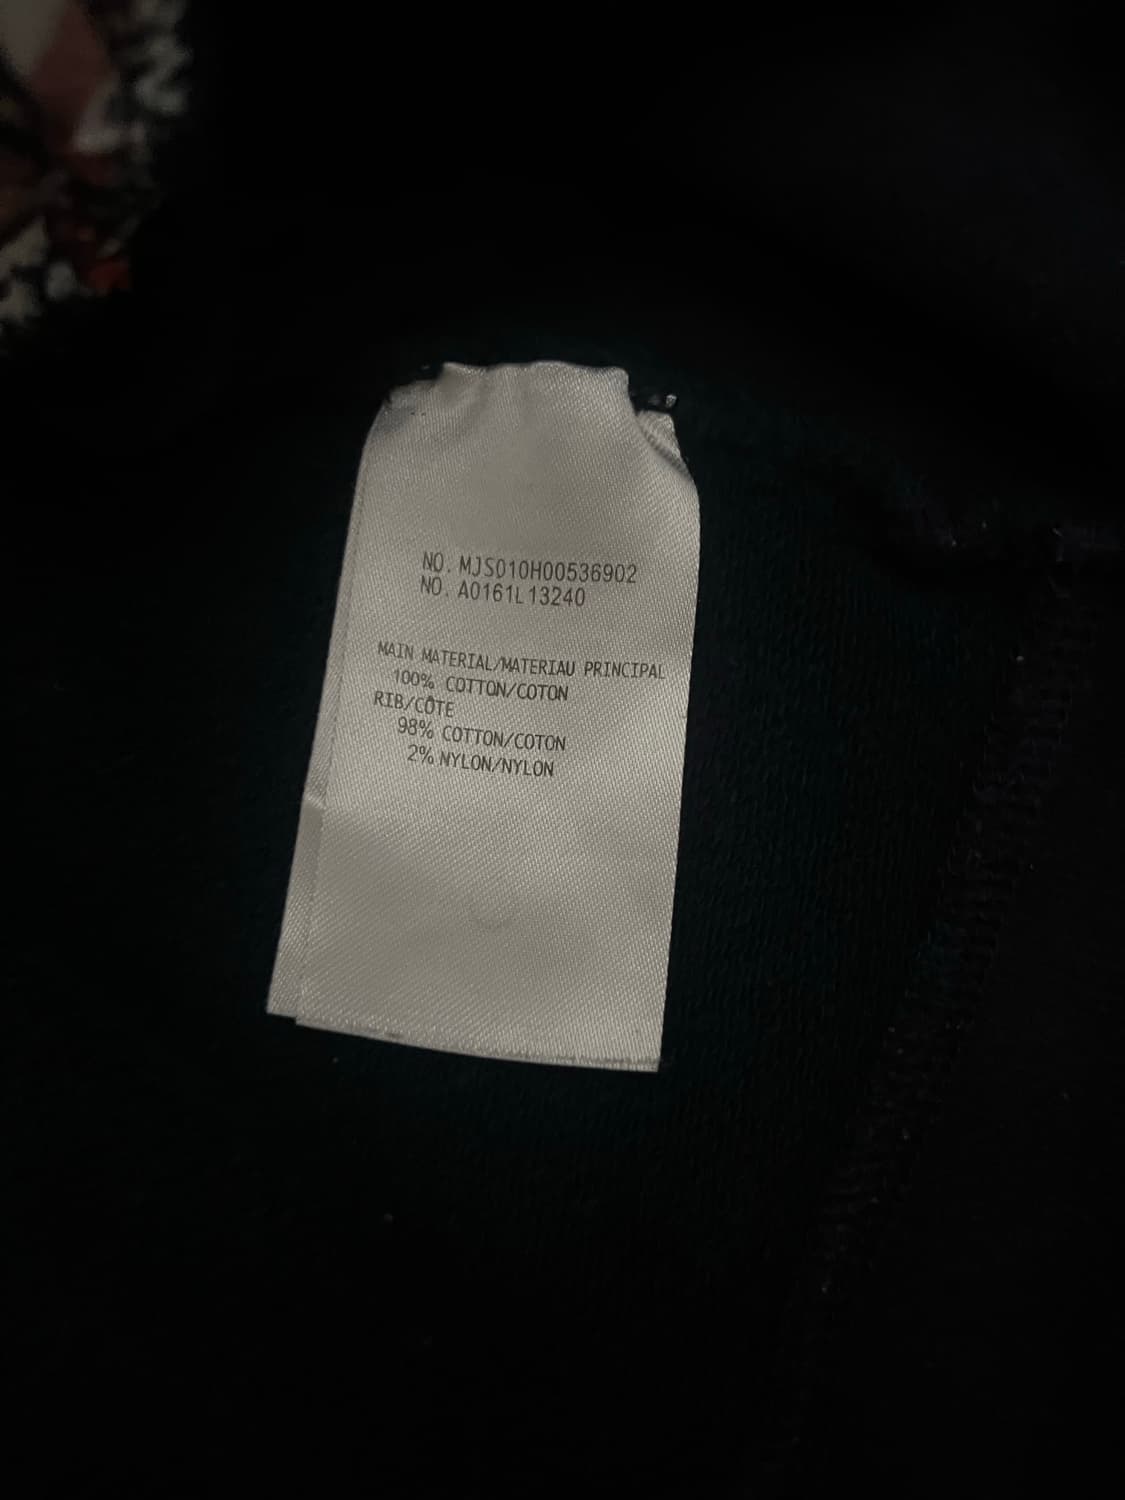 NO. MJS010H00536902
NO. A0161L13240
MAIN MATERIAL/MATERIAU PRINCIPAL
100% COTTON/COTON
RIB/CÔTE
98% COTTON/COTON
2% NYLON/NYLON